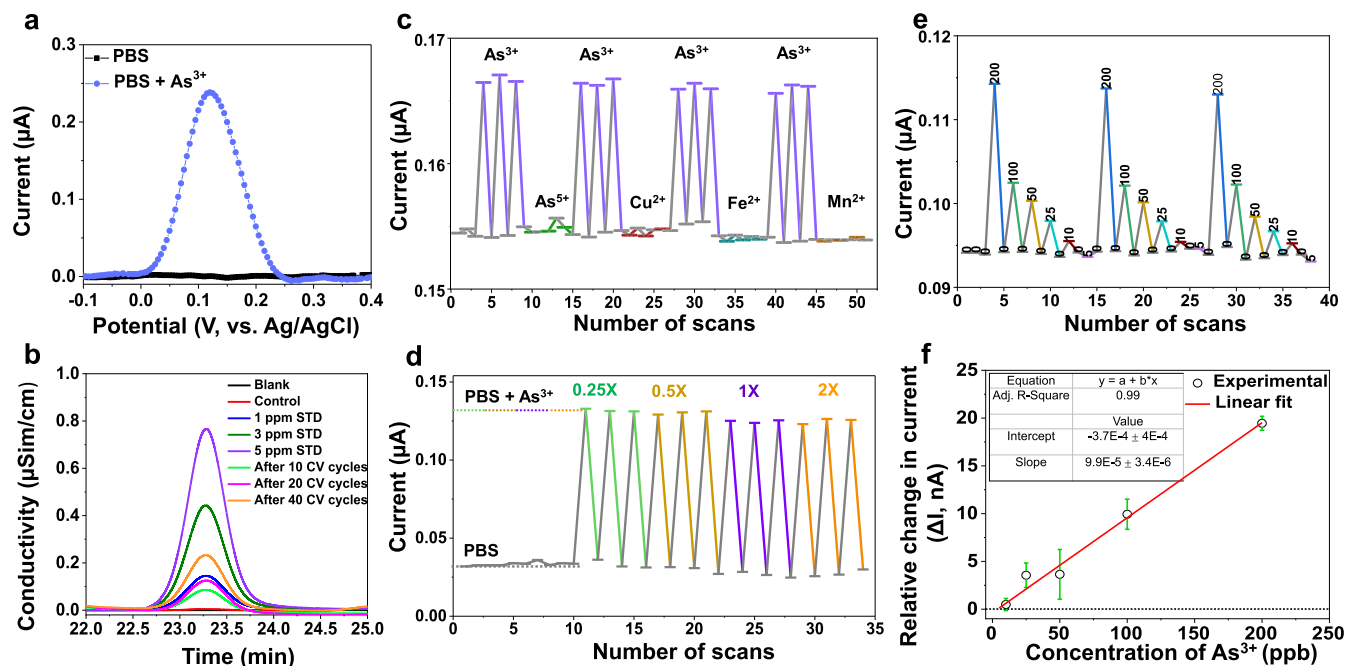 a
PBS
PBS + As³⁺
0.3
0.2
0.1
0.0
Current (µA)
-0.1 0.0 0.1 0.2 0.3 0.4
Potential (V, vs. Ag/AgCl)
b
Blank
Control
1 ppm STD
3 ppm STD
5 ppm STD
After 10 CV cycles
After 20 CV cycles
After 40 CV cycles
1.0
0.8
0.6
0.4
0.2
0.0
Conductivity (µSim/cm)
22.0 22.5 23.0 23.5 24.0 24.5 25.0
Time (min)
c
0.17
0.16
0.15
Current (µA)
As³⁺ As³⁺ As³⁺ As³⁺
As⁵⁺ Cu²⁺ Fe²⁺ Mn²⁺
0 5 10 15 20 25 30 35 40 45 50
Number of scans
d
0.15
0.10
0.05
0.00
Current (µA)
PBS + As³⁺ 0.25X 0.5X 1X 2X
PBS
0 5 10 15 20 25 30 35
Number of scans
e
0.12
0.11
0.10
0.09
Current (µA)
200 200 200
100 100 100
50 50 50
25 25 25
10 10 10
5 5 5
0 5 10 15 20 25 30 35 40
Number of scans
f
25
20
15
10
5
0
Relative change in current
(ΔI, nA)
Equation y = a + b*x
Adj. R-Square 0.99
Value
Intercept -3.7E-4 ± 4E-4
Slope 9.9E-5 ± 3.4E-6
Experimental
Linear fit
0 50 100 150 200 250
Concentration of As³⁺ (ppb)